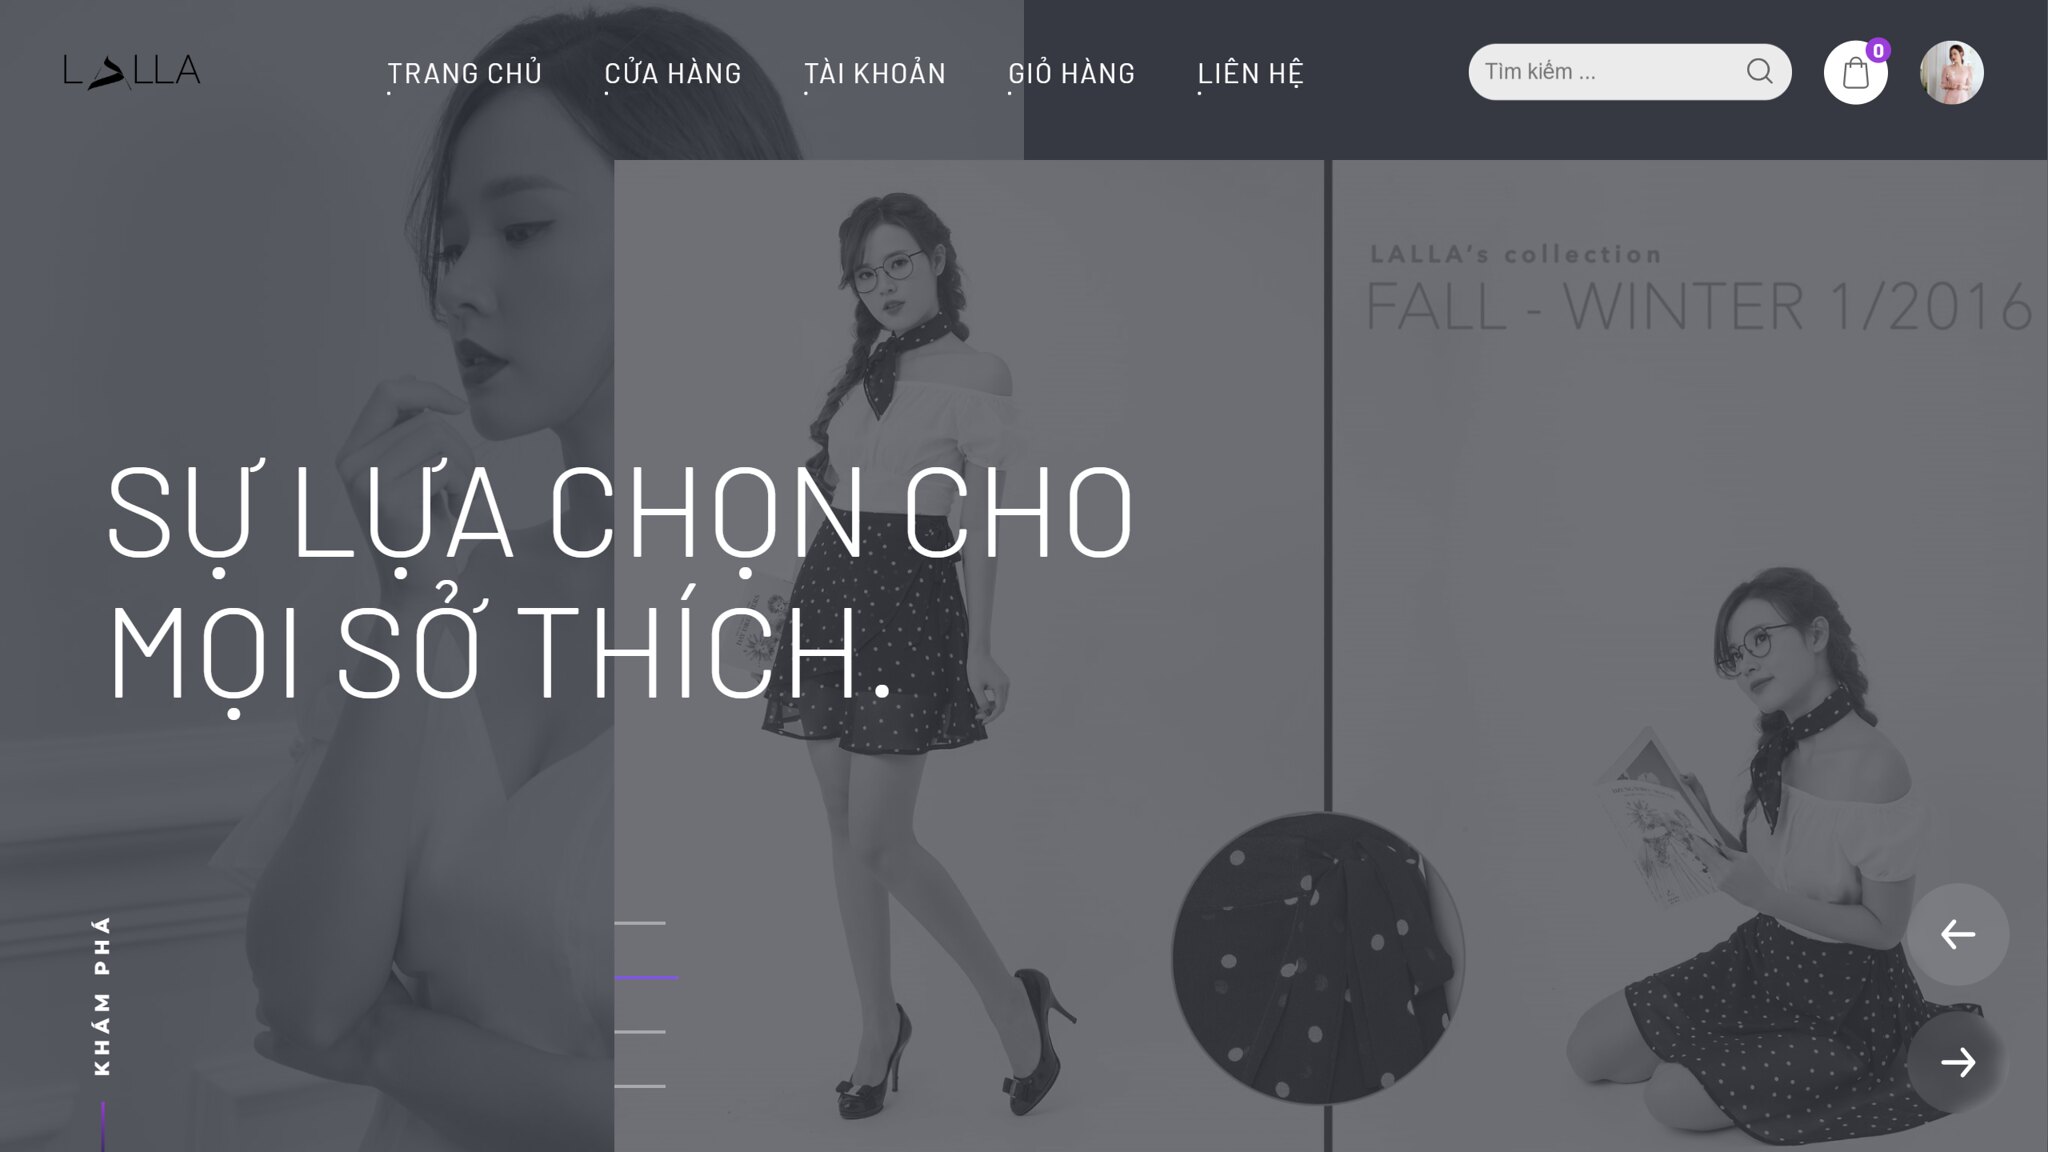 LALLA
TRANG CHỦ
CỬA HÀNG
TÀI KHOẢN
GIỎ HÀNG
LIÊN HỆ
Tìm kiếm ...
0
LALLA's collection
FALL - WINTER 1/2016
SỰ LỰA CHỌN CHO
MỌI SỞ THÍCH.
KHÁM PHÁ